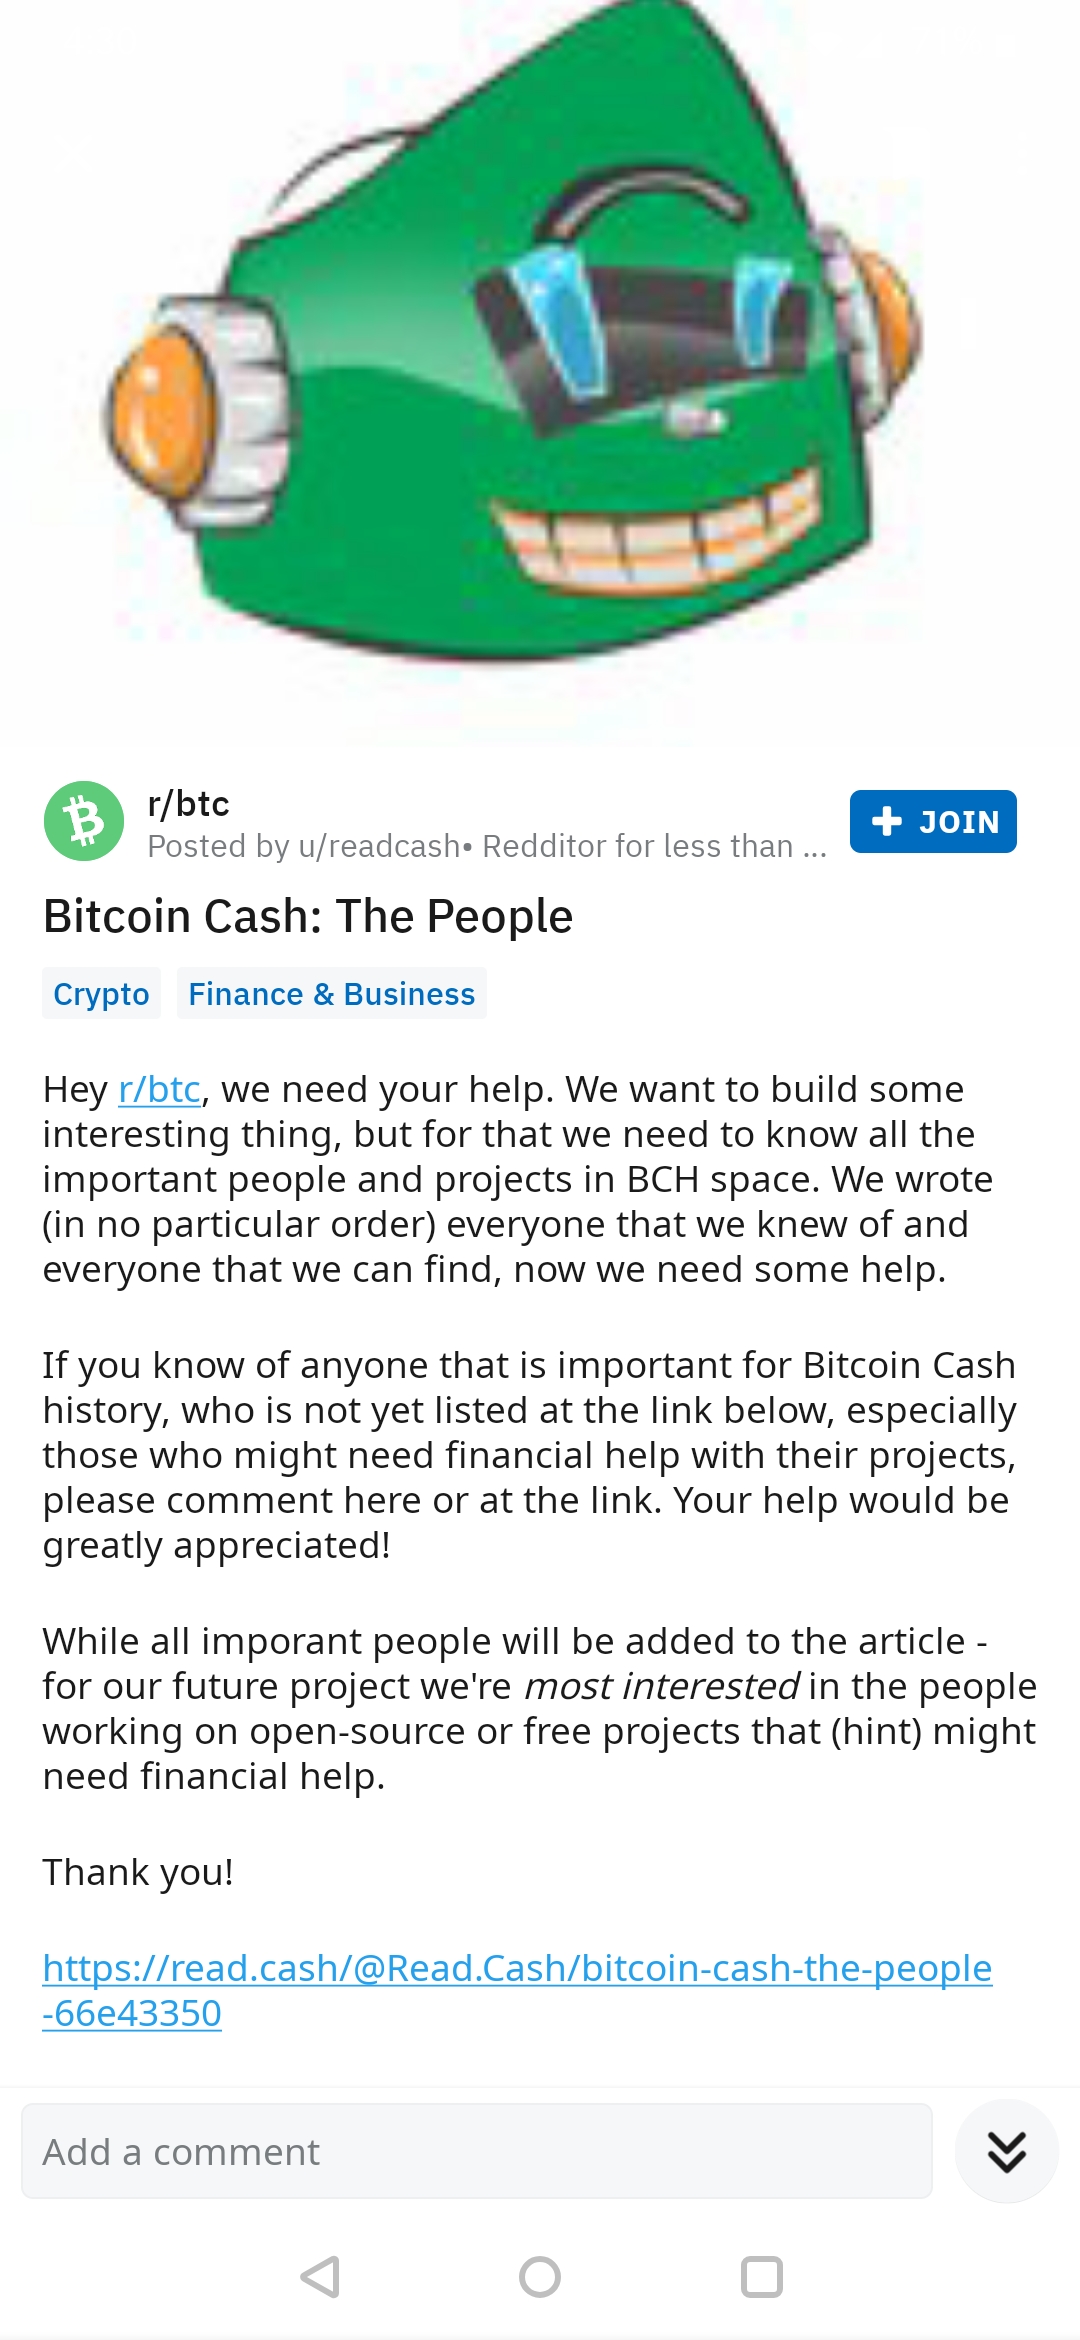 r/btc
Posted by u/readcash• Redditor for less than ...
JOIN
Bitcoin Cash: The People
Crypto
Finance & Business
Hey r/btc, we need your help. We want to build some
interesting thing, but for that we need to know all the
important people and projects in BCH space. We wrote
(in no particular order) everyone that we knew of and
everyone that we can find, now we need some help.
If you know of anyone that is important for Bitcoin Cash
history, who is not yet listed at the link below, especially
those who might need financial help with their projects,
please comment here or at the link. Your help would be
greatly appreciated!
While all imporant people will be added to the article -
for our future project we're most interested in the people
working on open-source or free projects that (hint) might
need financial help.
Thank you!
https://read.cash/@Read.Cash/bitcoin-cash-the-people
-66e43350
Add a comment